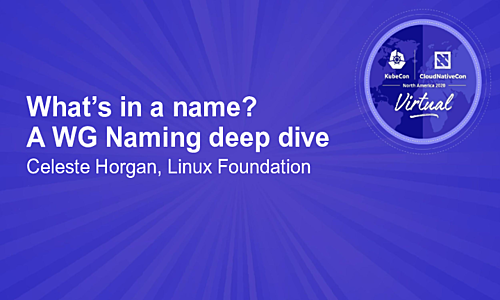 What’s in a name?
A WG Naming deep dive
Celeste Horgan, Linux Foundation
KubeCon
CloudNativeCon
North America 2020
Virtual